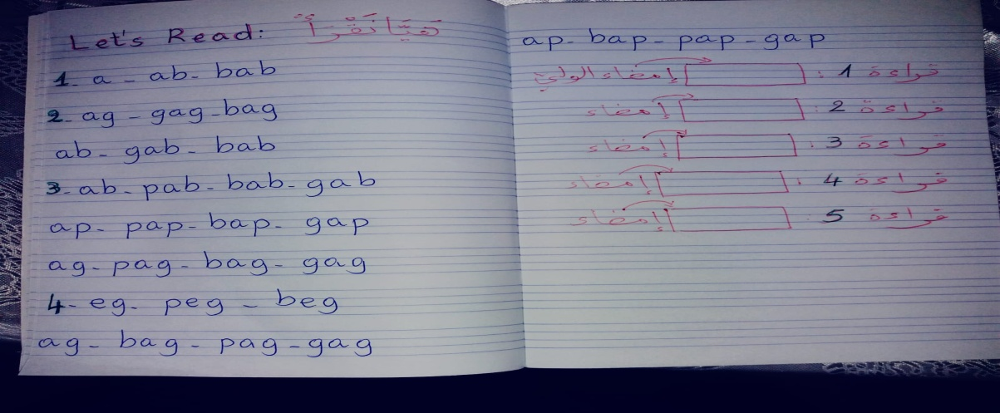 Let's Read: هَيَّا نَقْرَأْ
1- a - ab - bab
2- ag - gag - bag
ab - gab - bab
3- ab - pab - bab - gab
ap - pap - bap - gap
ag - pag - bag - gag
4- eg - peg - beg
ag - bag - pag - gag
ap - bap - pap - gap
قراءة 1 : إمضاء الولي
قراءة 2 : إمضاء
قراءة 3 : إمضاء
قراءة 4 : إمضاء
قراءة 5 : إمضاء